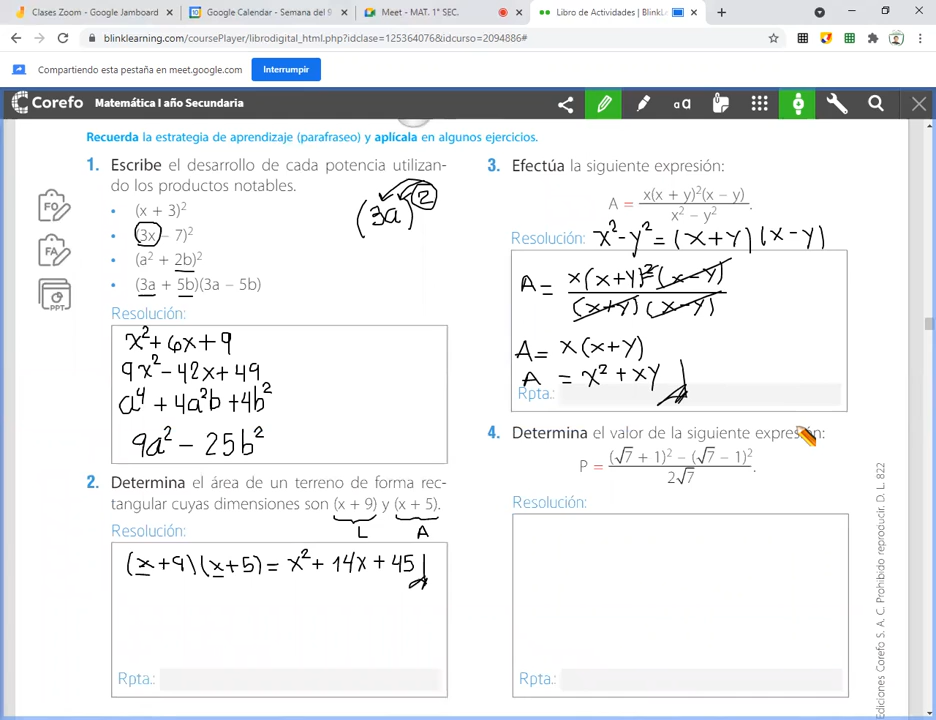 Clases Zoom - Google Jamboard
Google Calendar - Semana del 9
Meet - MAT. 1° SEC.
Libro de Actividades | BlinkL
blinklearning.com/coursePlayer/librodigital_html.php?idclase=125364076&idcurso=2094886#
Compartiendo esta pestaña en meet.google.com
Interrumpir
Corefo
Matemática I año Secundaria
aα
Recuerda la estrategia de aprendizaje (parafraseo) y aplícala en algunos ejercicios.
FO
FA
PPT
1. Escribe el desarrollo de cada potencia utilizan-
do los productos notables.
• (x + 3)²
• (3x − 7)²
• (a² + 2b)²
• (3a + 5b)(3a − 5b)
(3a)²
Resolución:
x² + 6x + 9
9x² − 42x + 49
a⁴ + 4a²b + 4b²
9a² − 25b²
2. Determina el área de un terreno de forma rec-
tangular cuyas dimensiones son (x + 9) y (x + 5).
L A
Resolución:
(x + 9)(x + 5) = x² + 14x + 45
Rpta.:
3. Efectúa la siguiente expresión:
A = x(x + y)²(x − y)
x² − y² .
Resolución: x² − y² = (x + y)(x − y)
A = x(x + y)²(x − y)
(x + y)(x − y)
A = x(x + y)
A = x² + xy
Rpta.:
4. Determina el valor de la siguiente expresión:
P = (√7 + 1)² − (√7 − 1)²
2√7 .
Resolución:
Rpta.:
Ediciones Corefo S. A. C. Prohibido reproducir. D. L. 822